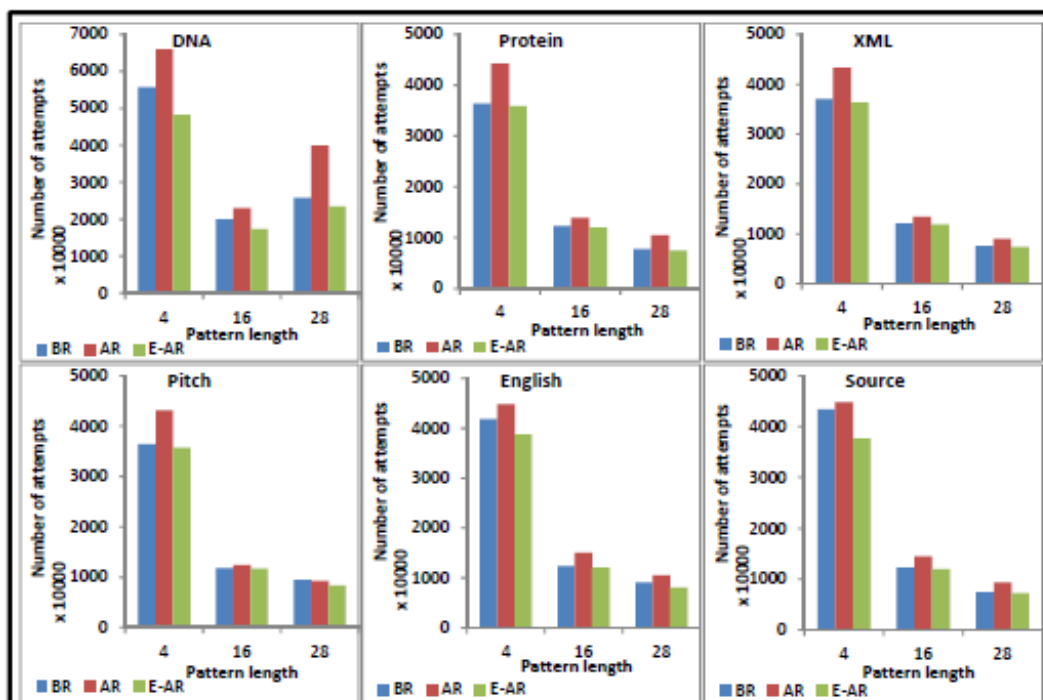 DNA
Number of attempts
x 10000
7000
6000
5000
4000
3000
2000
1000
0
4 16 28
Pattern length
BR AR E-AR
Protein
Number of attempts
x 10000
5000
4000
3000
2000
1000
0
4 16 28
Pattern length
BR AR E-AR
XML
Number of attempts
x 10000
5000
4000
3000
2000
1000
0
4 16 28
Pattern length
BR AR E-AR
Pitch
Number of attempts
x 10000
5000
4000
3000
2000
1000
0
4 16 28
Pattern length
BR AR E-AR
English
Number of attempts
x 10000
5000
4000
3000
2000
1000
0
4 16 28
Pattern length
BR AR E-AR
Source
Number of attempts
x 10000
5000
4000
3000
2000
1000
0
4 16 28
Pattern length
BR AR E-AR